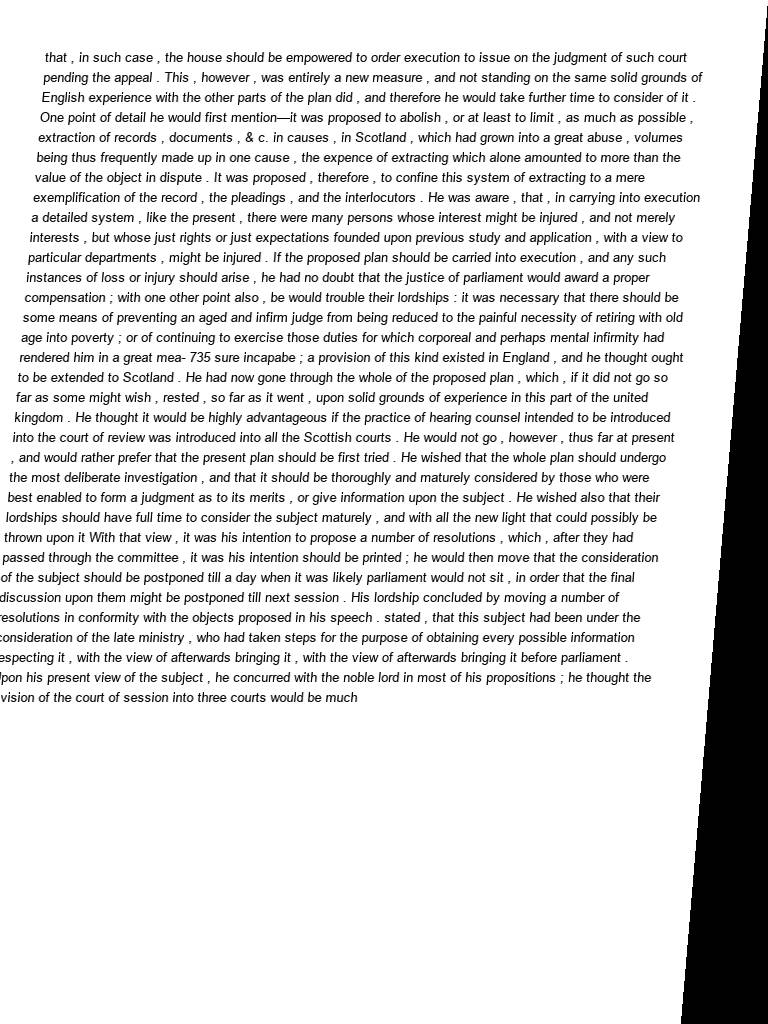 that , in such case , the house should be empowered to order execution to issue on the judgment of such court
pending the appeal . This , however , was entirely a new measure , and not standing on the same solid grounds of
English experience with the other parts of the plan did , and therefore he would take further time to consider of it .
One point of detail he would first mention—it was proposed to abolish , or at least to limit , as much as possible ,
extraction of records , documents , & c. in causes , in Scotland , which had grown into a great abuse , volumes
being thus frequently made up in one cause , the expence of extracting which alone amounted to more than the
value of the object in dispute . It was proposed , therefore , to confine this system of extracting to a mere
exemplification of the record , the pleadings , and the interlocutors . He was aware , that , in carrying into execution
a detailed system , like the present , there were many persons whose interest might be injured , and not merely
interests , but whose just rights or just expectations founded upon previous study and application , with a view to
particular departments , might be injured . If the proposed plan should be carried into execution , and any such
instances of loss or injury should arise , he had no doubt that the justice of parliament would award a proper
compensation ; with one other point also , be would trouble their lordships : it was necessary that there should be
some means of preventing an aged and infirm judge from being reduced to the painful necessity of retiring with old
age into poverty ; or of continuing to exercise those duties for which corporeal and perhaps mental infirmity had
rendered him in a great mea- 735 sure incapabe ; a provision of this kind existed in England , and he thought ought
to be extended to Scotland . He had now gone through the whole of the proposed plan , which , if it did not go so
far as some might wish , rested , so far as it went , upon solid grounds of experience in this part of the united
kingdom . He thought it would be highly advantageous if the practice of hearing counsel intended to be introduced
into the court of review was introduced into all the Scottish courts . He would not go , however , thus far at present
, and would rather prefer that the present plan should be first tried . He wished that the whole plan should undergo
the most deliberate investigation , and that it should be thoroughly and maturely considered by those who were
best enabled to form a judgment as to its merits , or give information upon the subject . He wished also that their
lordships should have full time to consider the subject maturely , and with all the new light that could possibly be
thrown upon it With that view , it was his intention to propose a number of resolutions , which , after they had
passed through the committee , it was his intention should be printed ; he would then move that the consideration
of the subject should be postponed till a day when it was likely parliament would not sit , in order that the final
discussion upon them might be postponed till next session . His lordship concluded by moving a number of
resolutions in conformity with the objects proposed in his speech . stated , that this subject had been under the
consideration of the late ministry , who had taken steps for the purpose of obtaining every possible information
especting it , with the view of afterwards bringing it , with the view of afterwards bringing it before parliament .
pon his present view of the subject , he concurred with the noble lord in most of his propositions ; he thought the
vision of the court of session into three courts would be much